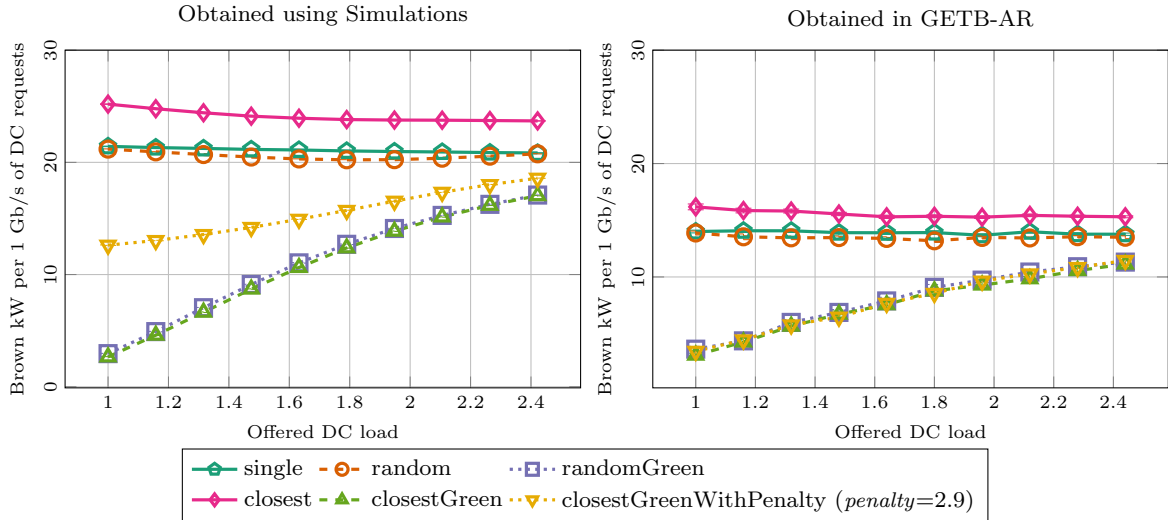 Obtained using Simulations
Brown kW per 1 Gb/s of DC requests
30
20
10
0
1 1.2 1.4 1.6 1.8 2 2.2 2.4
Offered DC load
Obtained in GETB-AR
Brown kW per 1 Gb/s of DC requests
30
20
10
1 1.2 1.4 1.6 1.8 2 2.2 2.4
Offered DC load
single random randomGreen
closest closestGreen closestGreenWithPenalty (penalty=2.9)